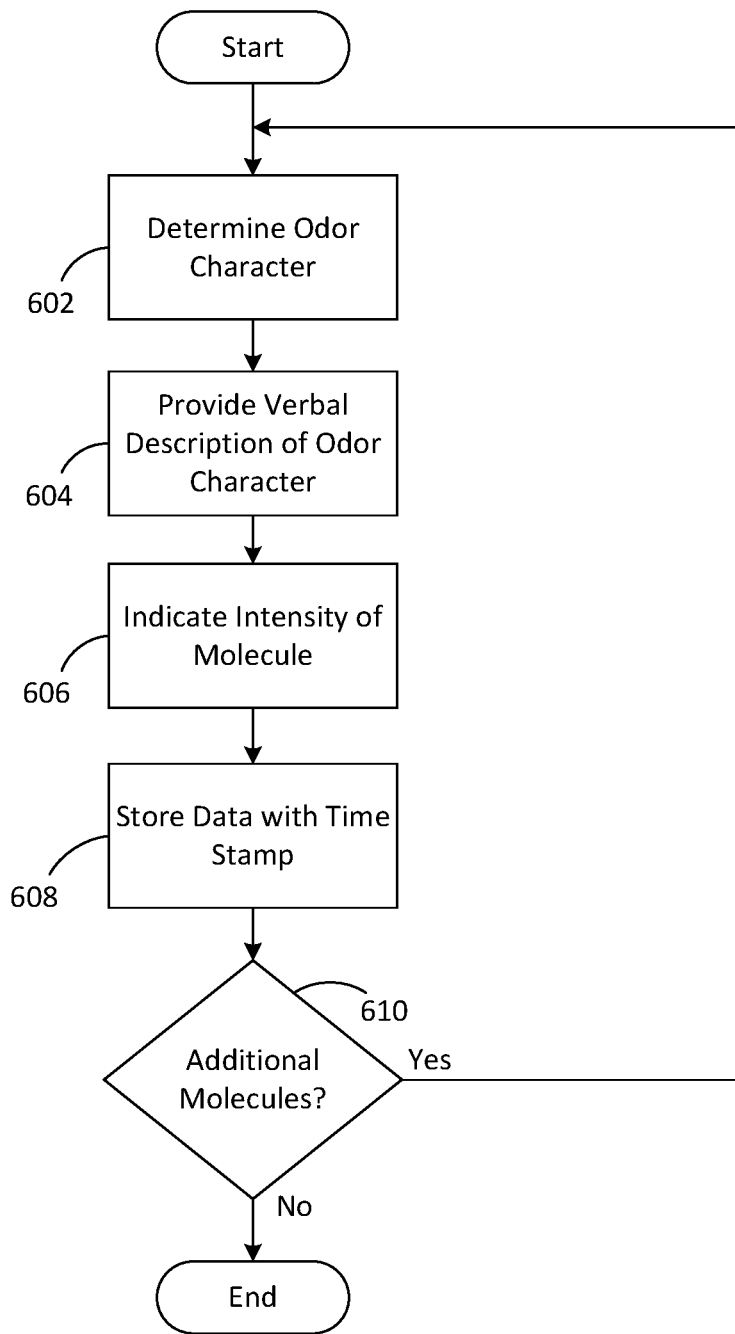 Start
Determine Odor
Character
602
Provide Verbal
Description of Odor
Character
604
Indicate Intensity of
Molecule
606
Store Data with Time
Stamp
608
610
Additional
Molecules?
Yes
No
End